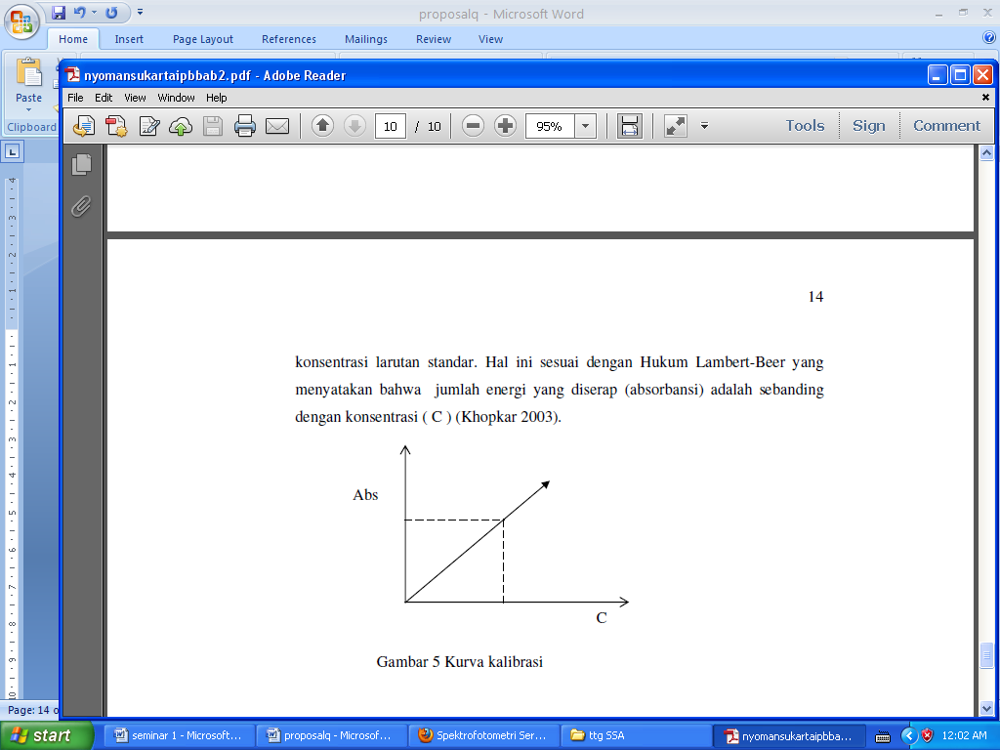 proposalq - Microsoft Word
Home Insert Page Layout References Mailings Review View
Paste
Clipboard
nyomansukartaipbbab2.pdf - Adobe Reader
File Edit View Window Help
10 / 10 95% Tools Sign Comment
14
konsentrasi larutan standar. Hal ini sesuai dengan Hukum Lambert-Beer yang
menyatakan bahwa jumlah energi yang diserap (absorbansi) adalah sebanding
dengan konsentrasi ( C ) (Khopkar 2003).
Abs
C
Gambar 5 Kurva kalibrasi
Page: 14 o
start seminar 1 - Microsoft... proposalq - Microsof... Spektrofotometri Ser... ttg SSA nyomansukartaipbba... 12:02 AM